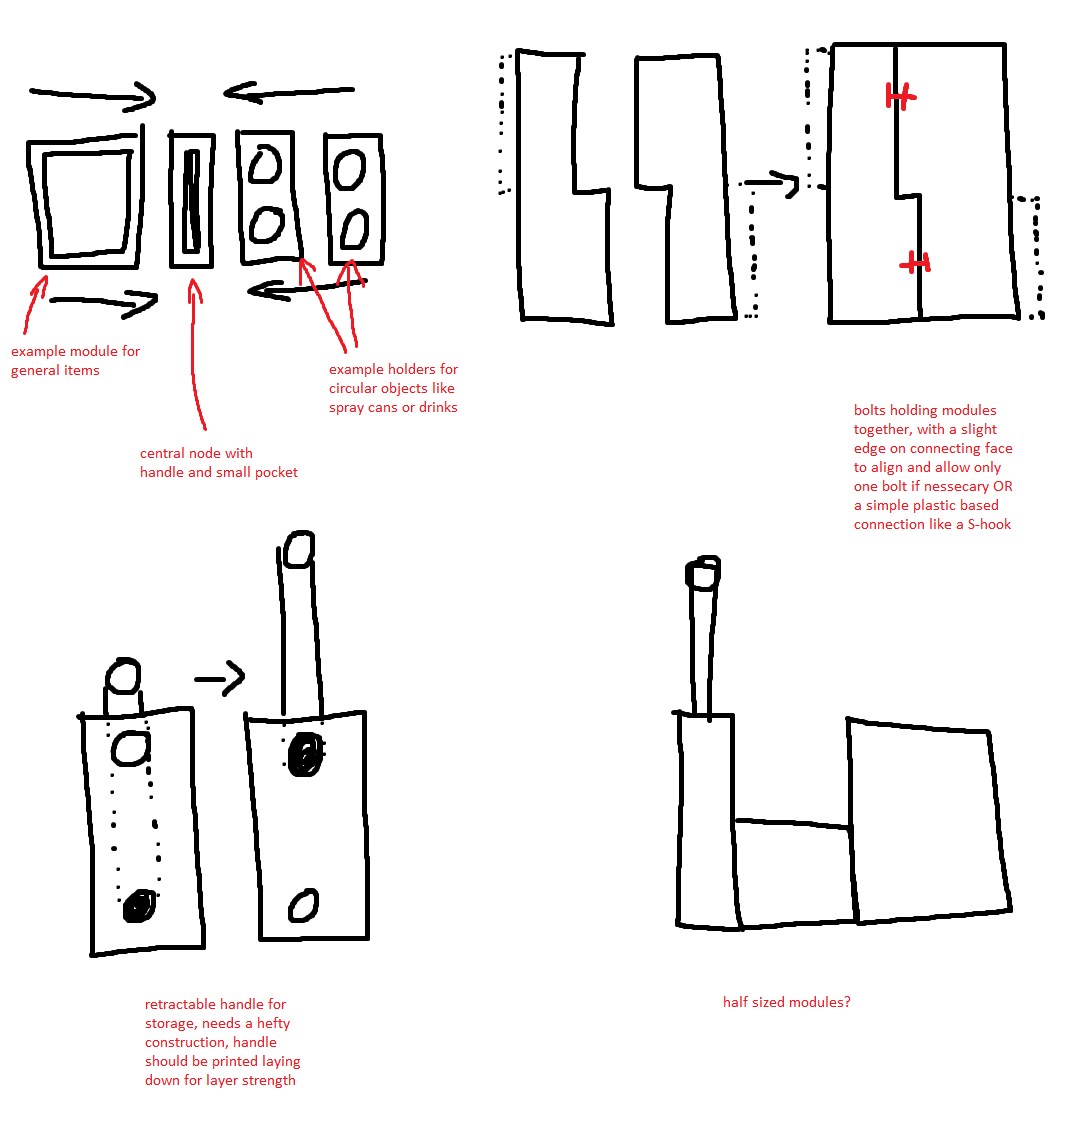 example module for
general items
central node with
handle and small pocket
example holders for
circular objects like
spray cans or drinks
bolts holding modules
together, with a slight
edge on connecting face
to align and allow only
one bolt if nessecary OR
a simple plastic based
connection like a S-hook
retractable handle for
storage, needs a hefty
construction, handle
should be printed laying
down for layer strength
half sized modules?